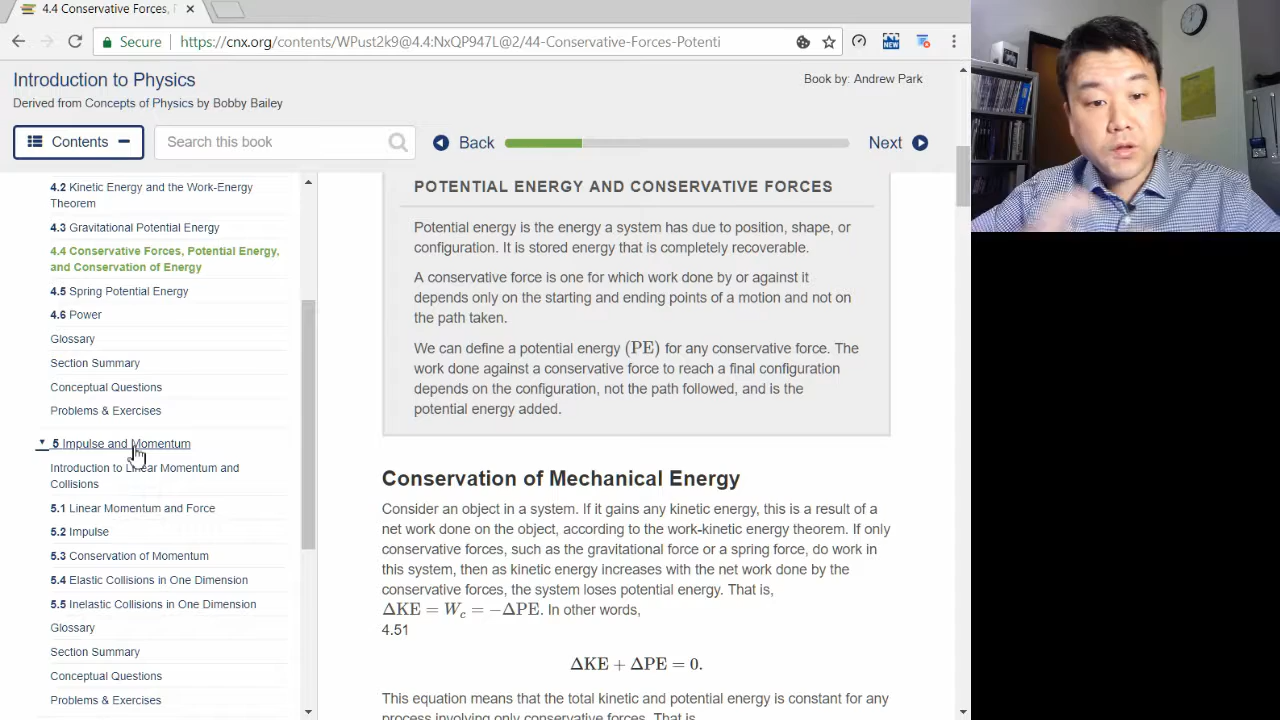 4.4 Conservative Forces,
Secure
https://cnx.org/contents/WPust2k9@4.4:NxQP947L@2/44-Conservative-Forces-Potenti
NEW
Introduction to Physics
Book by: Andrew Park
Derived from Concepts of Physics by Bobby Bailey
Contents
Search this book
Back
Next
4.2 Kinetic Energy and the Work-Energy
Theorem
4.3 Gravitational Potential Energy
4.4 Conservative Forces, Potential Energy,
and Conservation of Energy
4.5 Spring Potential Energy
4.6 Power
Glossary
Section Summary
Conceptual Questions
Problems & Exercises
5 Impulse and Momentum
Introduction to Linear Momentum and
Collisions
5.1 Linear Momentum and Force
5.2 Impulse
5.3 Conservation of Momentum
5.4 Elastic Collisions in One Dimension
5.5 Inelastic Collisions in One Dimension
Glossary
Section Summary
Conceptual Questions
Problems & Exercises
POTENTIAL ENERGY AND CONSERVATIVE FORCES
Potential energy is the energy a system has due to position, shape, or
configuration. It is stored energy that is completely recoverable.
A conservative force is one for which work done by or against it
depends only on the starting and ending points of a motion and not on
the path taken.
We can define a potential energy (PE) for any conservative force. The
work done against a conservative force to reach a final configuration
depends on the configuration, not the path followed, and is the
potential energy added.
Conservation of Mechanical Energy
Consider an object in a system. If it gains any kinetic energy, this is a result of a
net work done on the object, according to the work-kinetic energy theorem. If only
conservative forces, such as the gravitational force or a spring force, do work in
this system, then as kinetic energy increases with the net work done by the
conservative forces, the system loses potential energy. That is,
ΔKE = W_c = −ΔPE. In other words,
4.51
ΔKE + ΔPE = 0.
This equation means that the total kinetic and potential energy is constant for any
process involving only conservative forces. That is